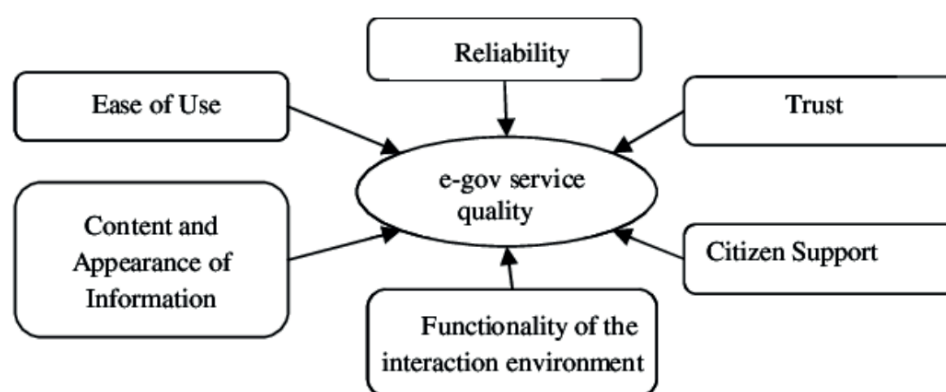 Reliability
Ease of Use
Trust
e-gov service
quality
Content and
Appearance of
Information
Citizen Support
Functionality of the
interaction environment